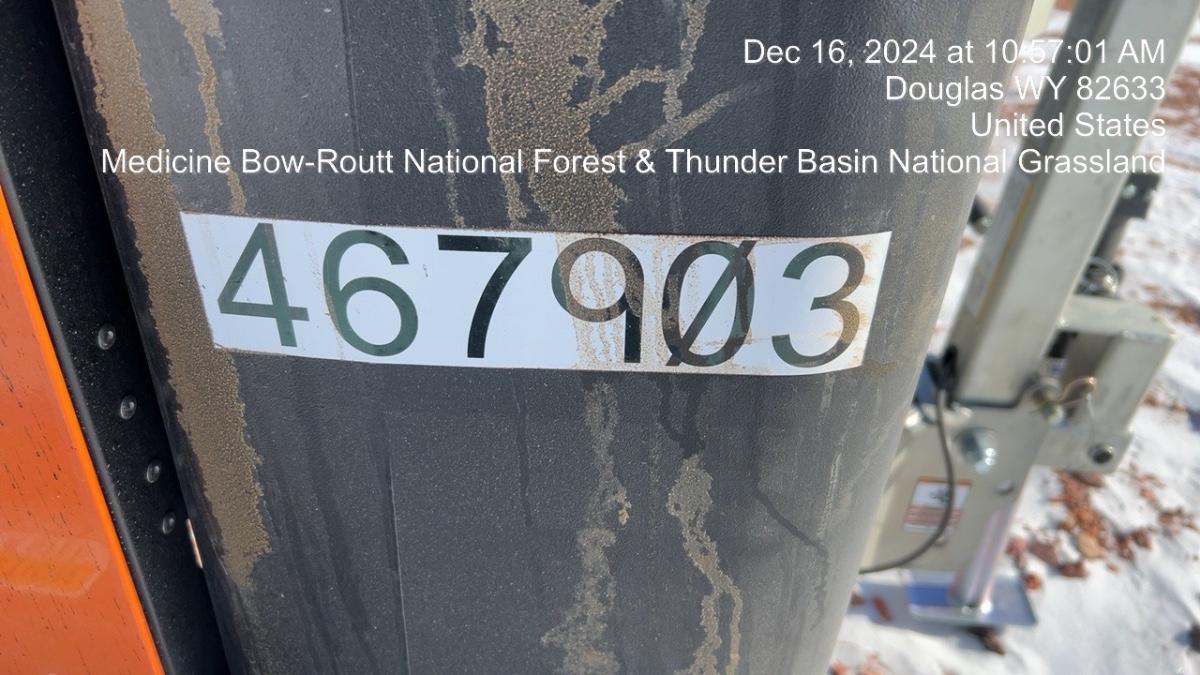 Dec 16, 2024 at 10:57:01 AM
Douglas WY 82633
United States
Medicine Bow-Routt National Forest & Thunder Basin National Grassland
4679Ø3